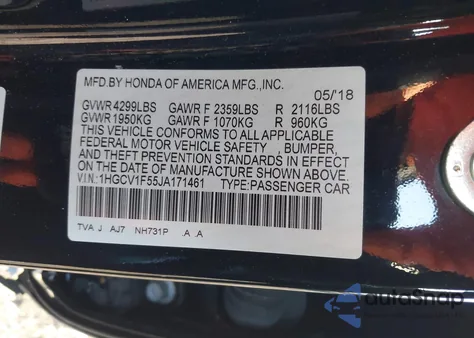 MFD.BY HONDA OF AMERICA MFG.,INC.
05/'18
GVWR 4299LBS GAWR F 2359LBS R 2116LBS
GVWR 1950KG GAWR F 1070KG R 960KG
THIS VEHICLE CONFORMS TO ALL APPLICABLE
FEDERAL MOTOR VEHICLE SAFETY , BUMPER,
AND THEFT PREVENTION STANDARDS IN EFFECT
ON THE DATE OF MANUFACTURE SHOWN ABOVE.
VIN:1HGCV1F55JA171461 TYPE:PASSENGER CAR
TVA J AJ7 NH731P A A
autoSnap